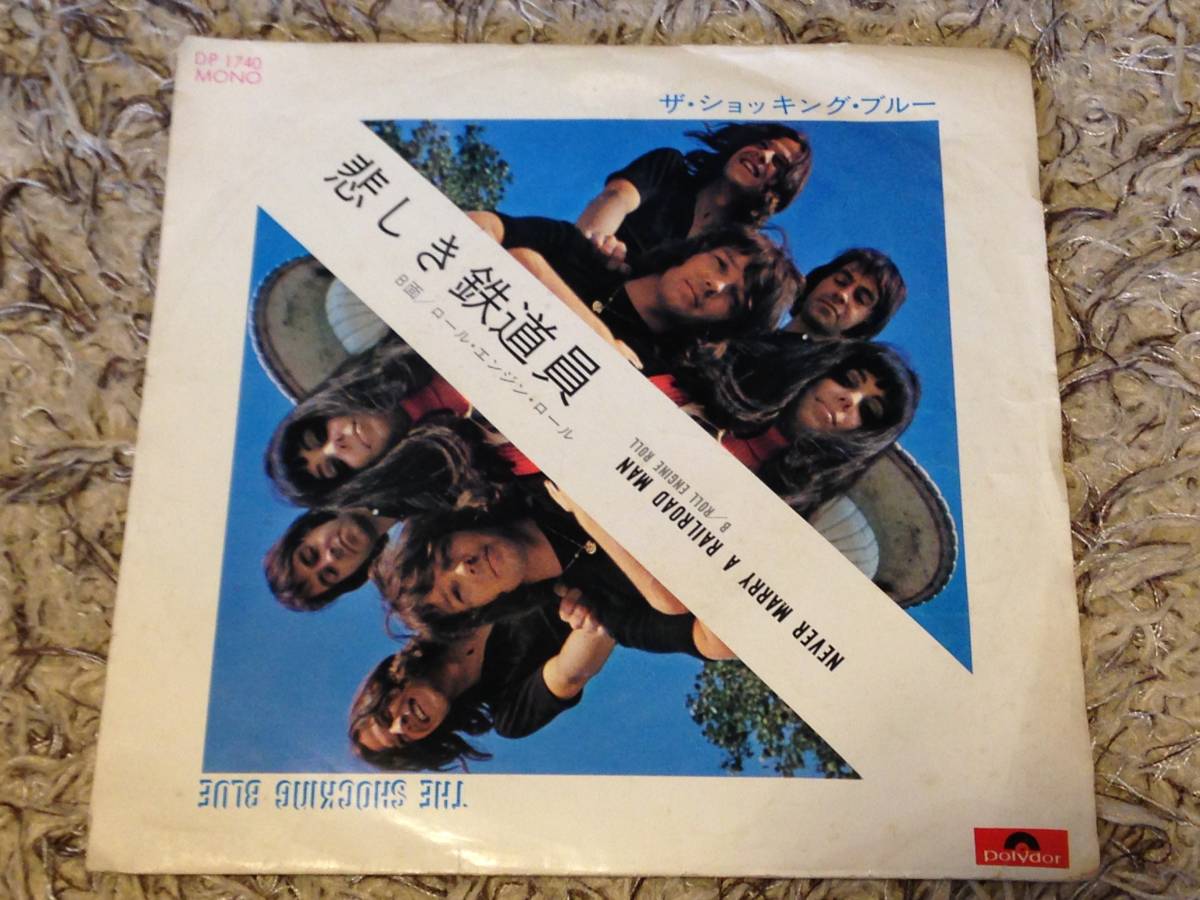 DP 1740
MONO
ザ・ショッキング・ブルー
悲しき鉄道員
B面/ロール・エンジン・ロール
NEVER MARRY A RAILROAD MAN
B/ROLL ENGINE ROLL
THE SHOCKING BLUE
polydor